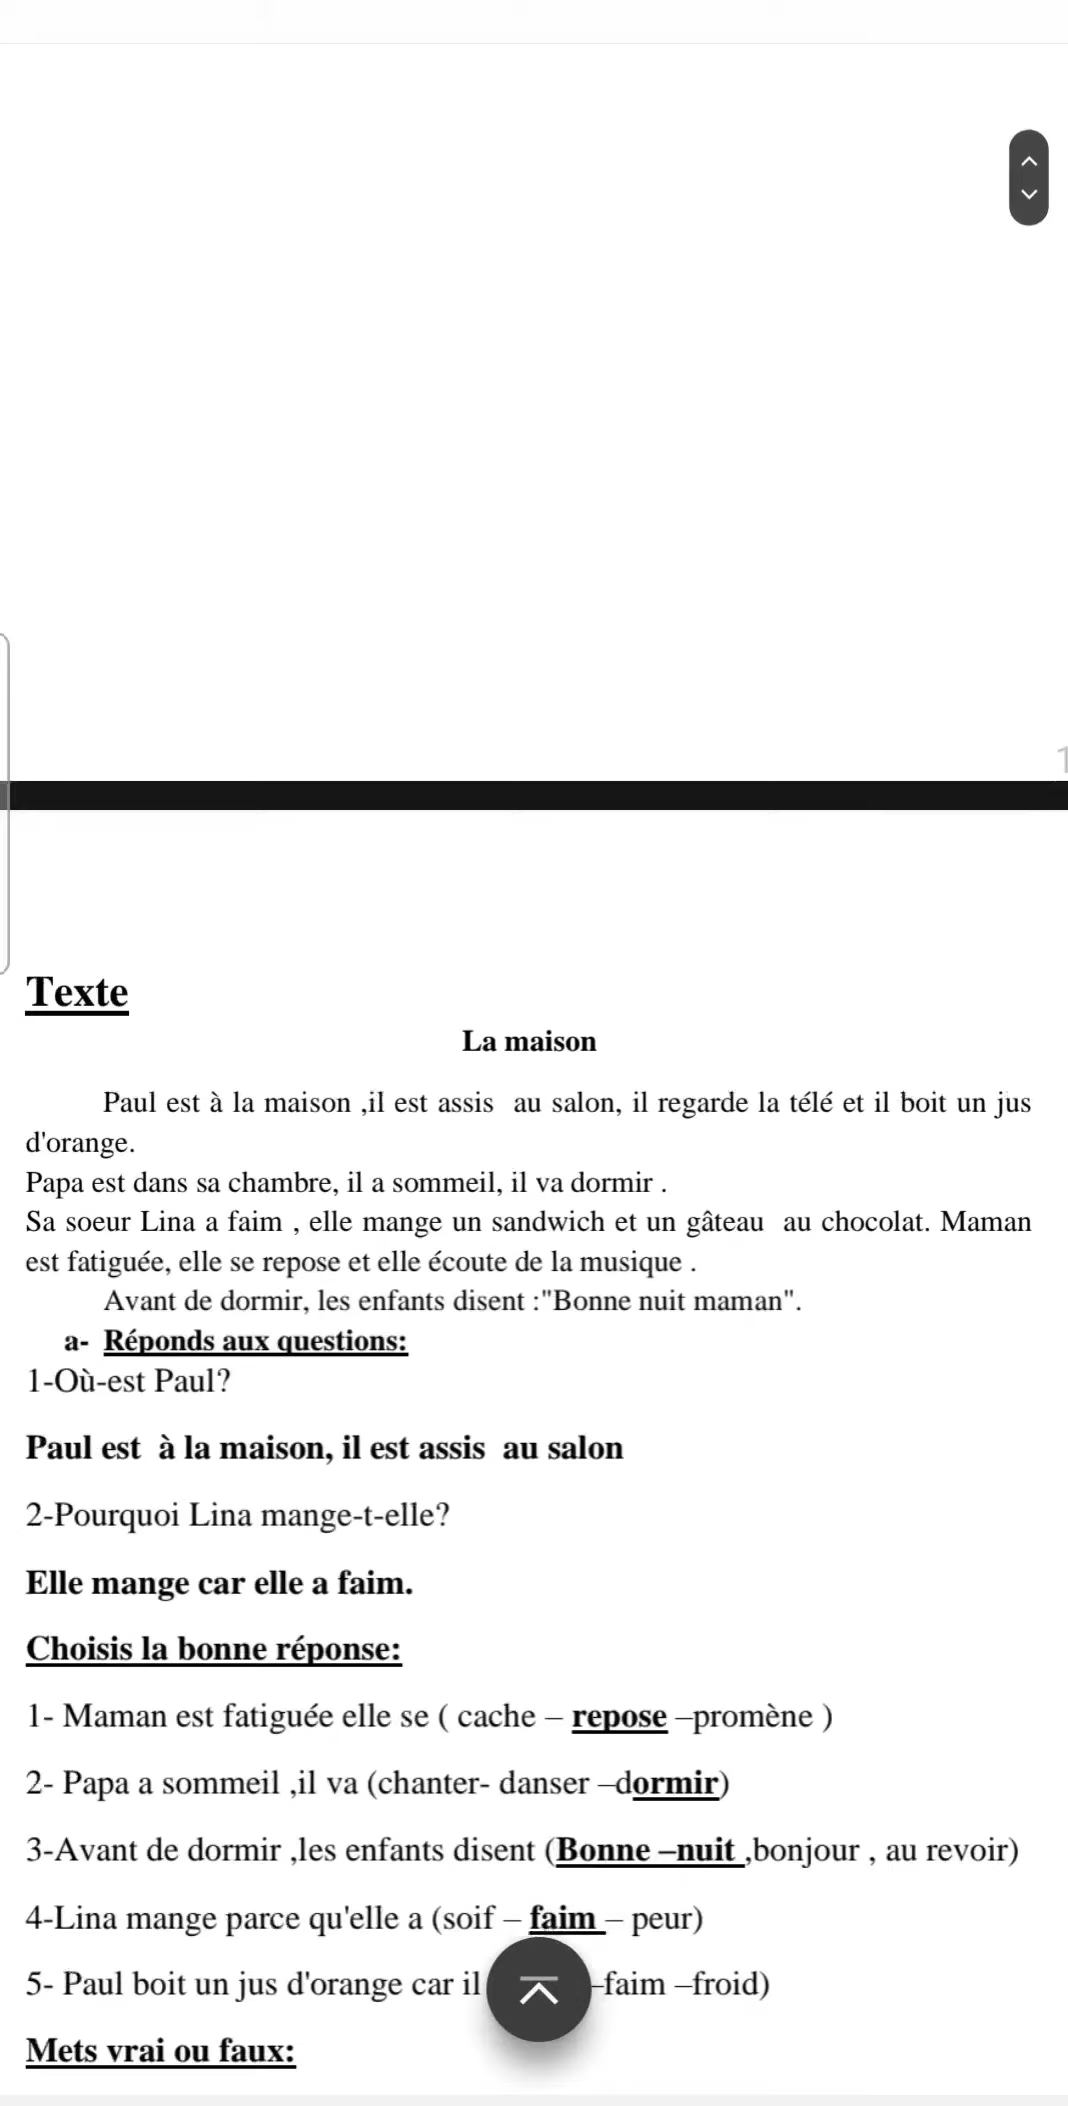 Texte
La maison
Paul est à la maison ,il est assis au salon, il regarde la télé et il boit un jus
d'orange.
Papa est dans sa chambre, il a sommeil, il va dormir .
Sa soeur Lina a faim , elle mange un sandwich et un gâteau au chocolat. Maman
est fatiguée, elle se repose et elle écoute de la musique .
Avant de dormir, les enfants disent :"Bonne nuit maman".
a- Réponds aux questions:
1-Où-est Paul?
Paul est à la maison, il est assis au salon
2-Pourquoi Lina mange-t-elle?
Elle mange car elle a faim.
Choisis la bonne réponse:
1- Maman est fatiguée elle se ( cache – repose –promène )
2- Papa a sommeil ,il va (chanter- danser –dormir)
3-Avant de dormir ,les enfants disent (Bonne –nuit ,bonjour , au revoir)
4-Lina mange parce qu'elle a (soif – faim – peur)
5- Paul boit un jus d'orange car il –faim –froid)
Mets vrai ou faux: